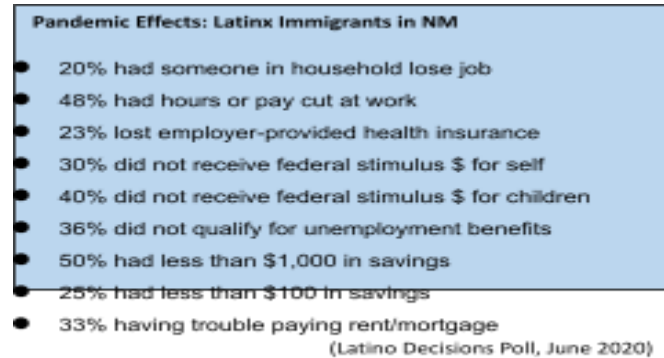 Pandemic Effects: Latinx Immigrants in NM
● 20% had someone in household lose job
● 48% had hours or pay cut at work
● 23% lost employer-provided health insurance
● 30% did not receive federal stimulus $ for self
● 40% did not receive federal stimulus $ for children
● 36% did not qualify for unemployment benefits
● 50% had less than $1,000 in savings
● 25% had less than $100 in savings
● 33% having trouble paying rent/mortgage
(Latino Decisions Poll, June 2020)